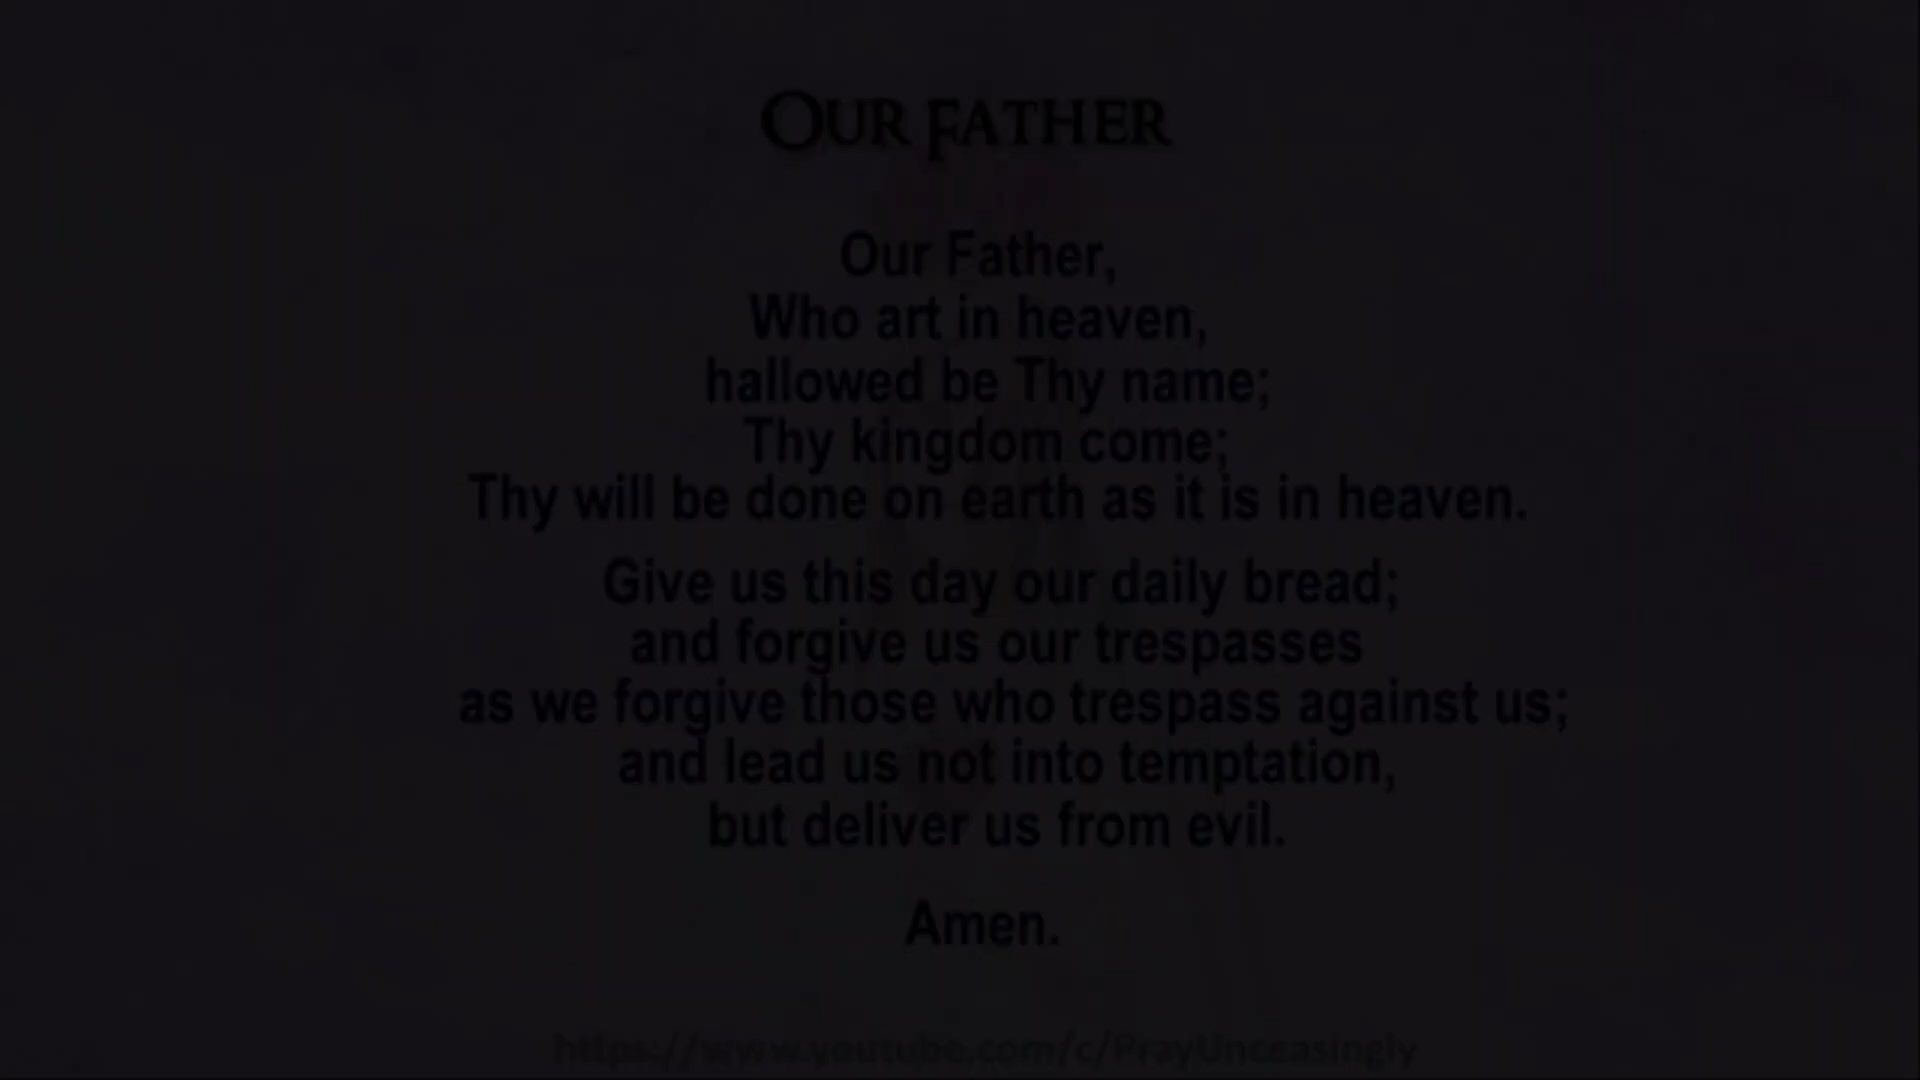 OUR FATHER
Our Father,
Who art in heaven,
hallowed be Thy name;
Thy kingdom come;
Thy will be done on earth as it is in heaven.
Give us this day our daily bread;
and forgive us our trespasses
as we forgive those who trespass against us;
and lead us not into temptation,
but deliver us from evil.
Amen.
https://www.youtube.com/c/PrayUnceasingly